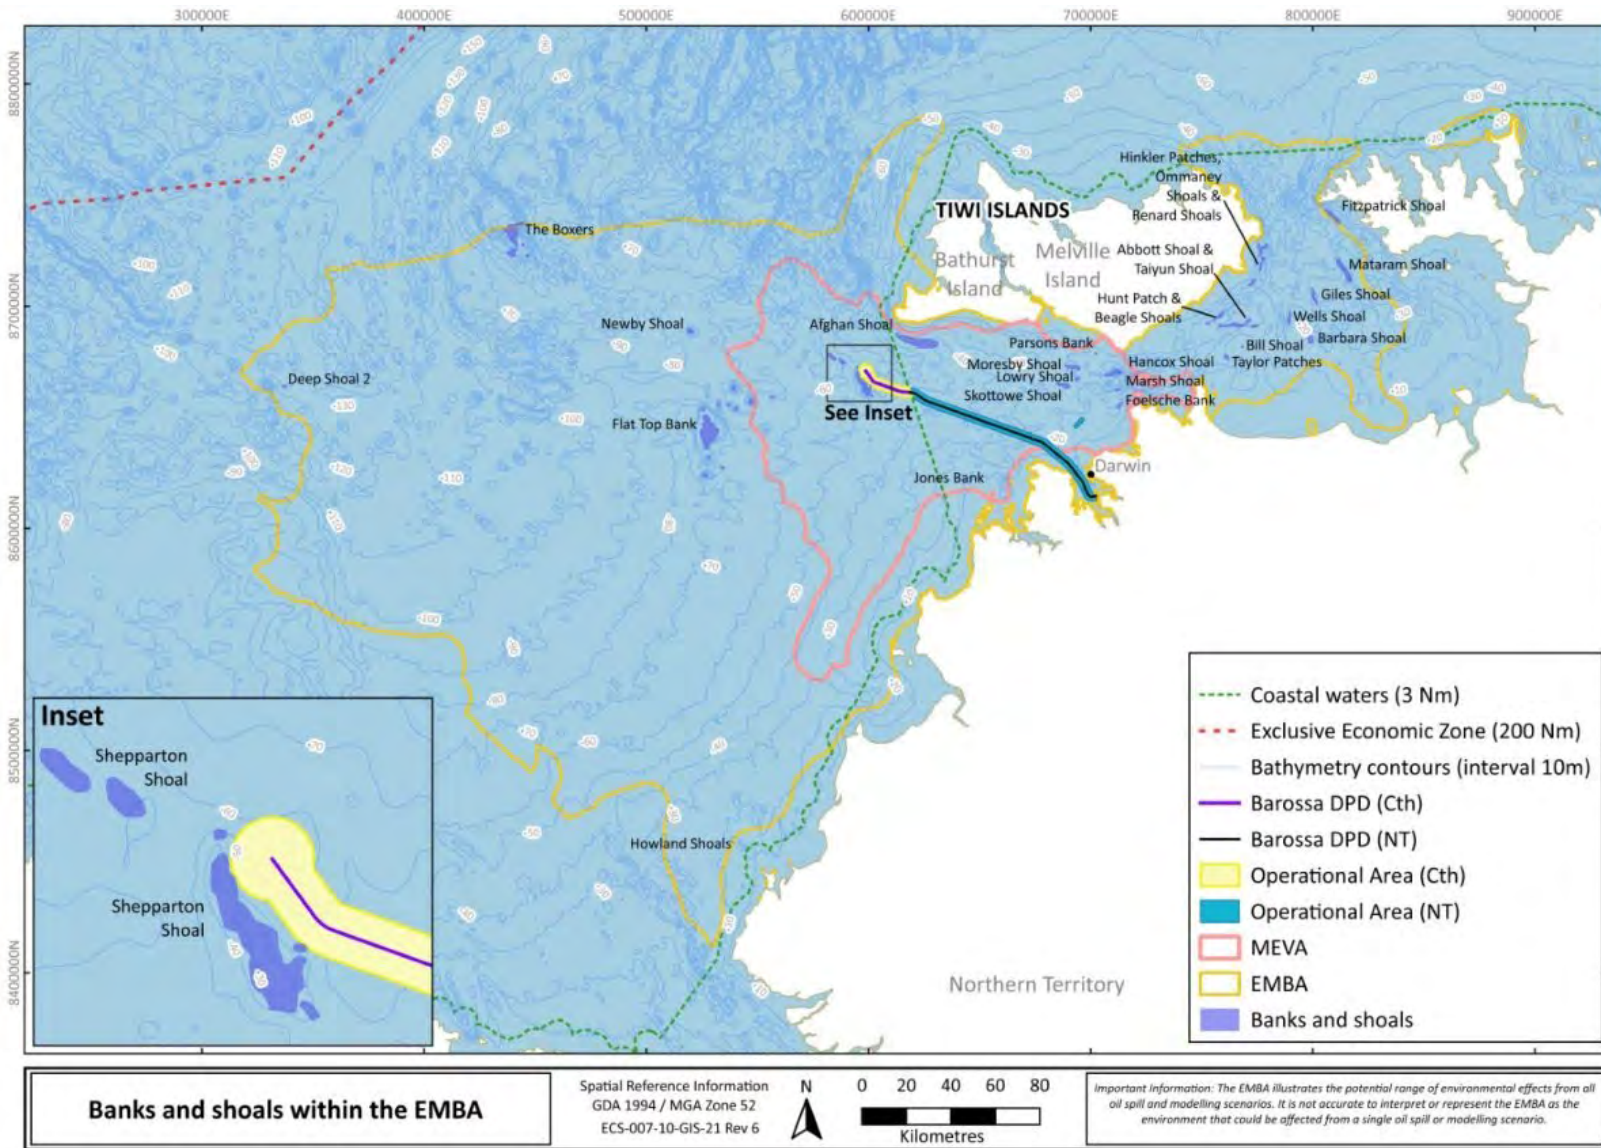 300000E 400000E 500000E 6000000E 7000000E 800000E 9000000E
8800000N
8700000N
8600000N
8500000N
8400000N
The Boxers
Newby Shoal
Deep Shoal 2
Flat Top Bank
Afghan Shoal
See Inset
TIWI ISLANDS
Bathurst
Island
Melville
Island
Hinkler Patches,
Ommaney
Shoals &
Renard Shoals
Abbott Shoal &
Taiyun Shoal
Hunt Patch &
Beagle Shoals
Fitzpatrick Shoal
Mataram Shoal
Giles Shoal
Wells Shoal
Barbara Shoal
Bill Shoal
Taylor Patches
Parsons Bank
Moresby Shoal
Lowry Shoal
Skottowe Shoal
Hancox Shoal
Marsh Shoal
Foelsche Bank
Jones Bank
Darwin
Howland Shoals
Northern Territory
Inset
Shepparton
Shoal
Shepparton
Shoal
Coastal waters (3 Nm)
Exclusive Economic Zone (200 Nm)
Bathymetry contours (interval 10m)
Barossa DPD (Cth)
Barossa DPD (NT)
Operational Area (Cth)
Operational Area (NT)
MEVA
EMBA
Banks and shoals
Banks and shoals within the EMBA
Spatial Reference Information
GDA 1994 / MGA Zone 52
ECS-007-10-GIS-21 Rev 6
N
0 20 40 60 80
Kilometres
Important Information: The EMBA illustrates the potential range of environmental effects from all
oil spill and modelling scenarios. It is not accurate to interpret or represent the EMBA as the
environment that could be affected from a single oil spill or modelling scenario.